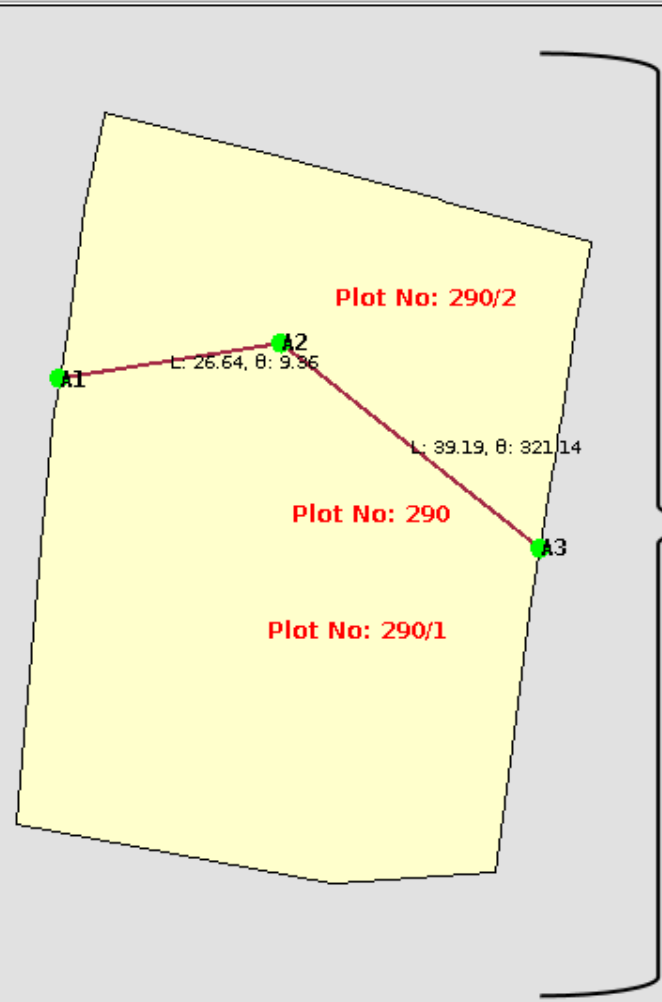 Plot No: 290/2
A2
L: 26.64, θ: 9.36
A1
L: 39.19, θ: 321.14
Plot No: 290
A3
Plot No: 290/1